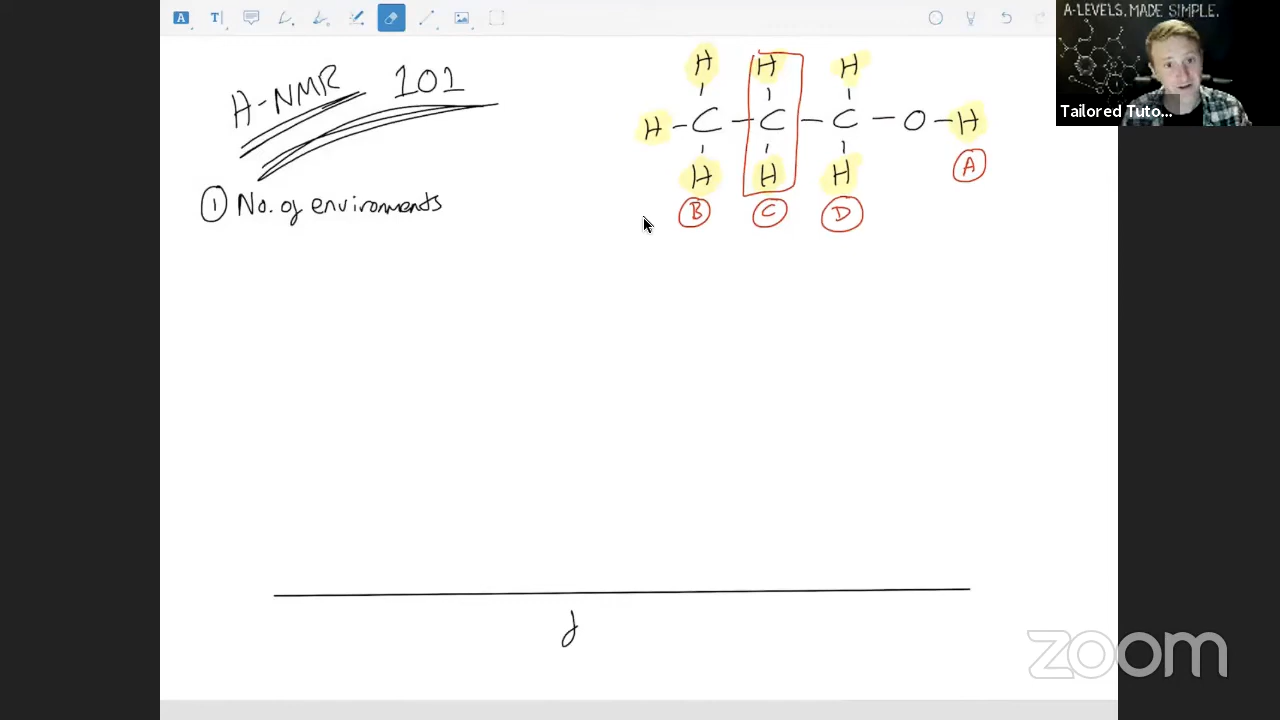 A-LEVELS. MADE SIMPLE.
Tailored Tuto...
H-NMR 101
① No. of environments
H H H
H - C - C - C - O - H
H H H
A
B C D
δ
zoom